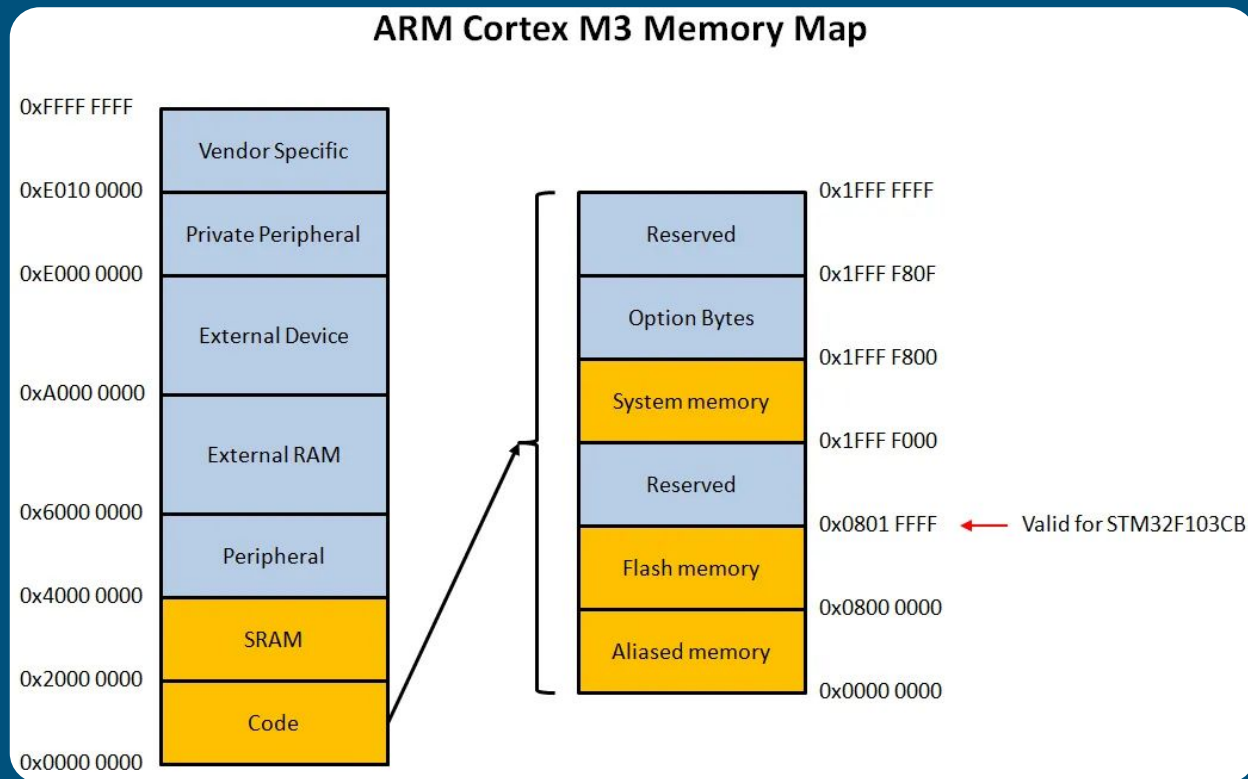 ARM Cortex M3 Memory Map
0xFFFF FFFF
Vendor Specific
0xE010 0000
Private Peripheral
0xE000 0000
External Device
0xA000 0000
External RAM
0x6000 0000
Peripheral
0x4000 0000
SRAM
0x2000 0000
Code
0x0000 0000
0x1FFF FFFF
Reserved
0x1FFF F80F
Option Bytes
0x1FFF F800
System memory
0x1FFF F000
Reserved
0x0801 FFFF
Valid for STM32F103CB
Flash memory
0x0800 0000
Aliased memory
0x0000 0000